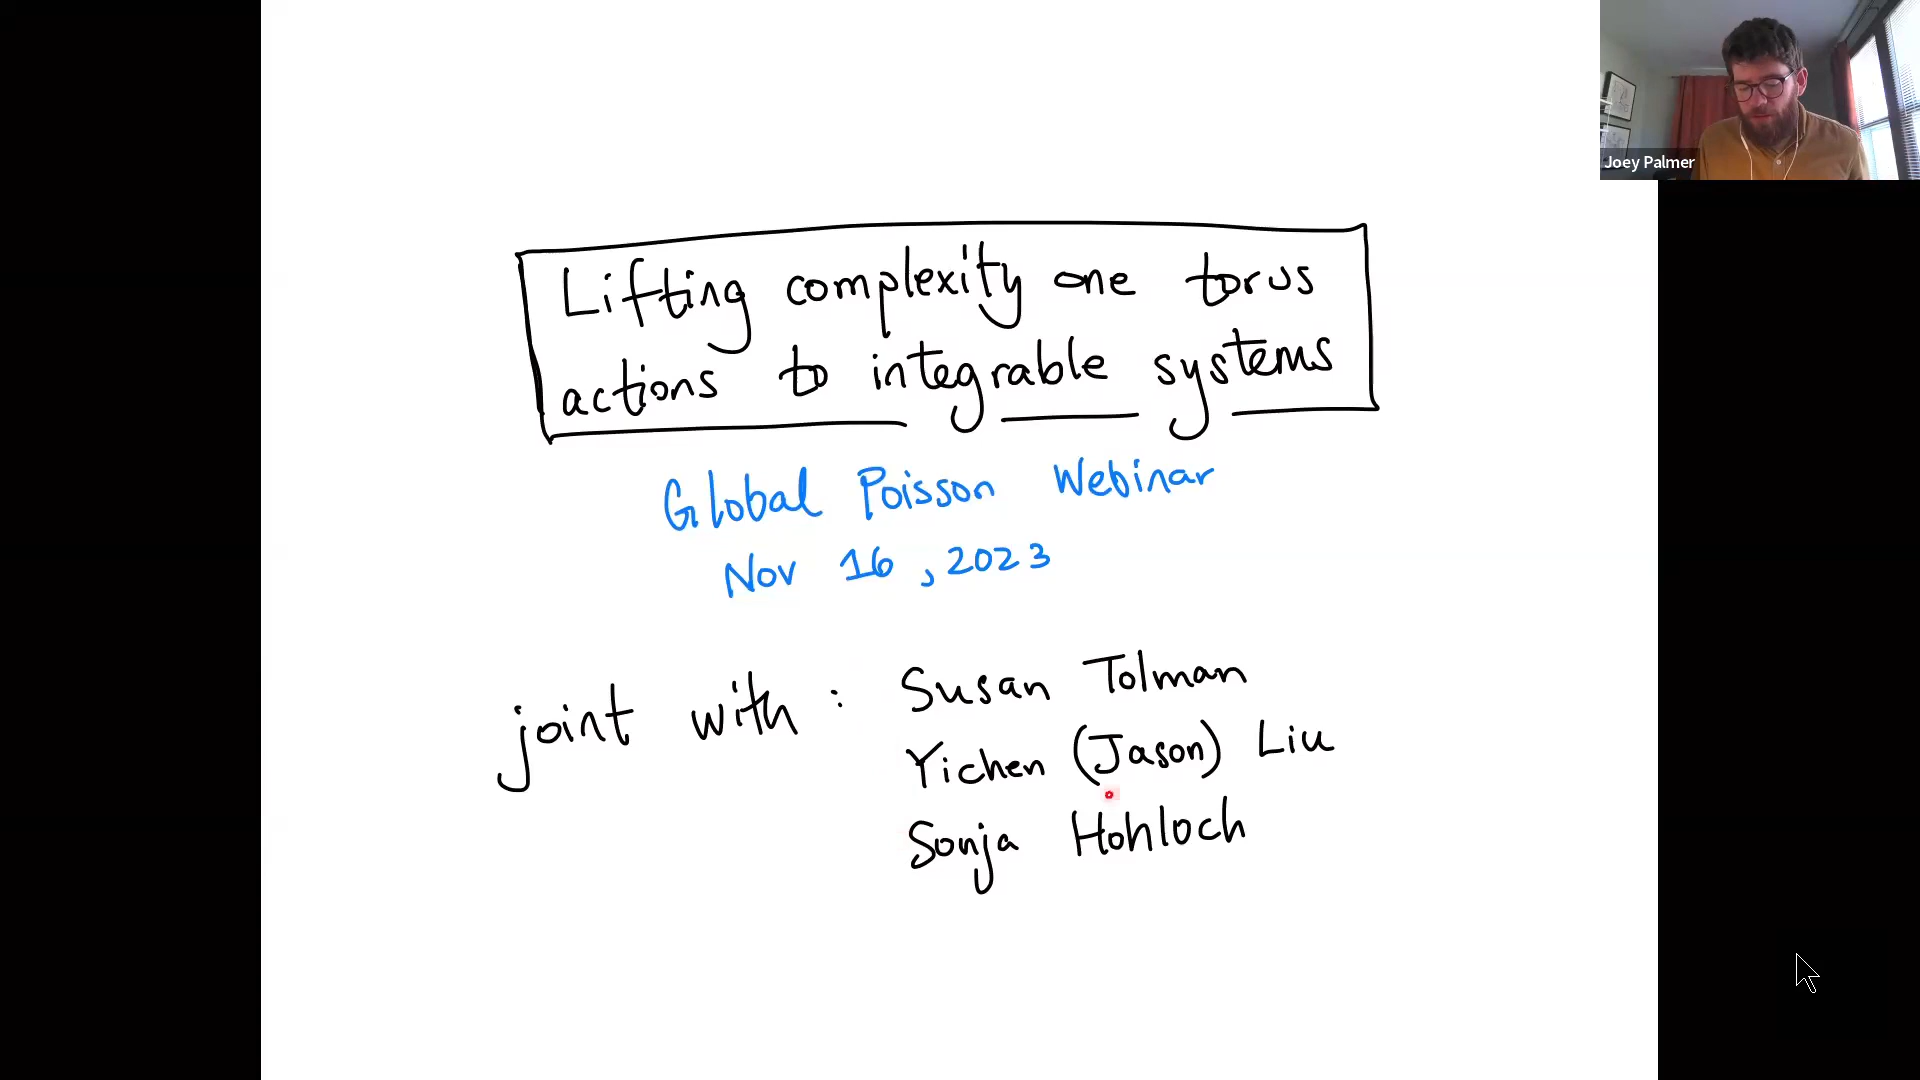 Joey Palmer
Lifting complexity one torus
actions to integrable systems
Global Poisson Webinar
Nov 16, 2023
joint with: Susan Tolman
Yichen (Jason) Liu
Sonja Hohloch